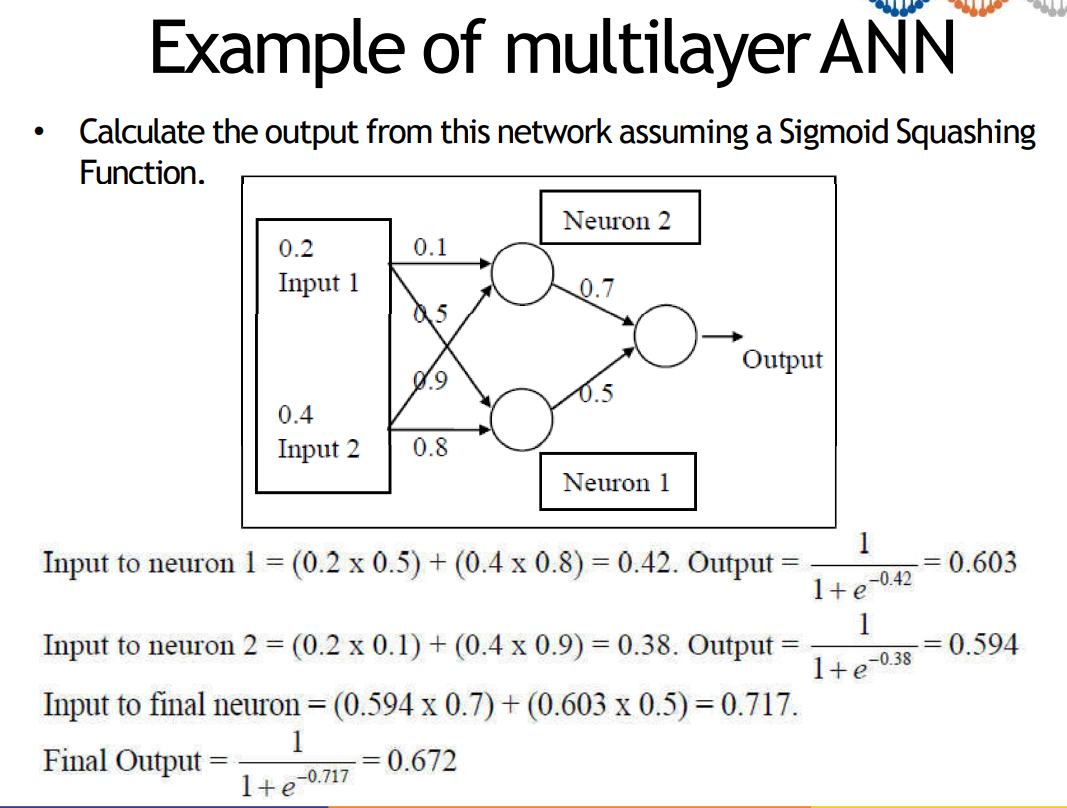 Example of multilayer ANN
• Calculate the output from this network assuming a Sigmoid Squashing
Function.
Neuron 2
0.2
Input 1
0.1
0.5
0.7
Output
0.9
0.5
0.4
Input 2
0.8
Neuron 1
Input to neuron 1 = (0.2 x 0.5) + (0.4 x 0.8) = 0.42. Output = 1/(1+e^-0.42) = 0.603
Input to neuron 2 = (0.2 x 0.1) + (0.4 x 0.9) = 0.38. Output = 1/(1+e^-0.38) = 0.594
Input to final neuron = (0.594 x 0.7) + (0.603 x 0.5) = 0.717.
Final Output = 1/(1+e^-0.717) = 0.672